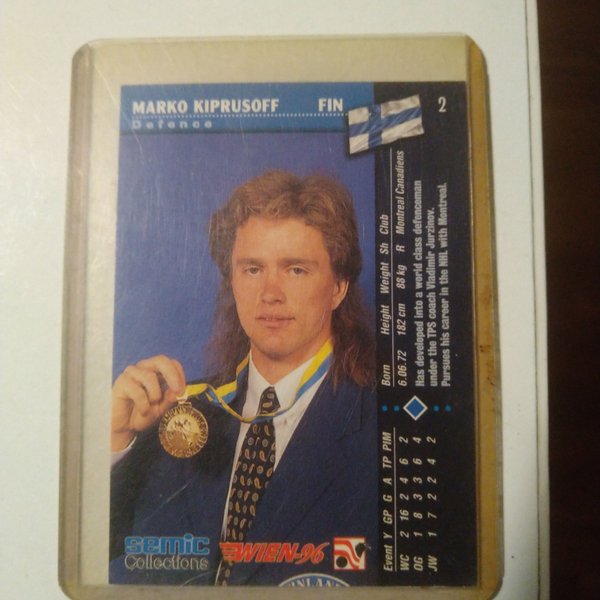 MARKO KIPRUSOFF FIN
Defence
2
Born Height Weight Sh Club
6.06.72 182 cm 88 kg R Montreal Canadiens
Has developed into a world class defenceman
under the TPS coach Vladimir Jurzinov.
Pursues his career in the NHL with Montreal.
Event Y GP G A TP PIM
WC 2 16 2 4 6 2
OG 1 8 3 3 6 4
JW 1 7 2 2 4 2
semic
Collections
WIEN-96
FINLAND